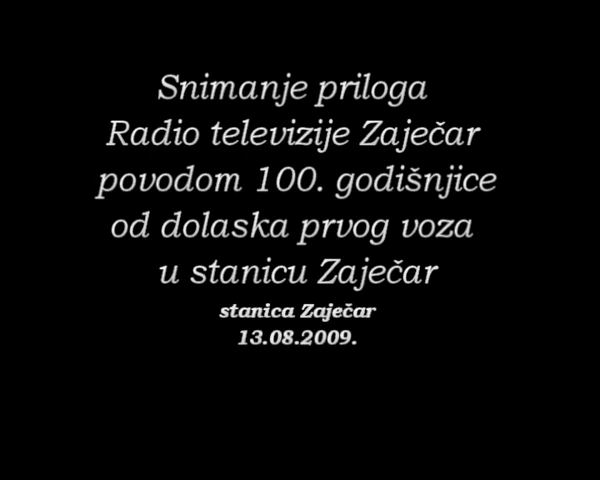 Snimanje priloga
Radio televizije Zaječar
povodom 100. godišnjice
od dolaska prvog voza
u stanicu Zaječar
stanica Zaječar
13.08.2009.